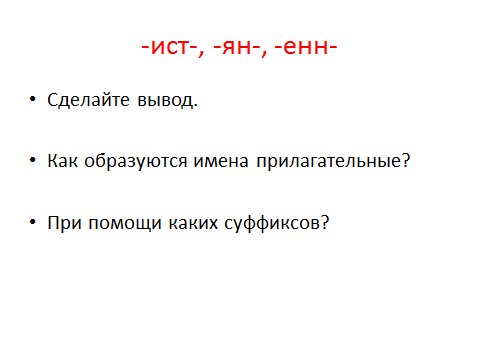 -ист-, -ян-, -енн-
• Сделайте вывод.
• Как образуются имена прилагательные?
• При помощи каких суффиксов?